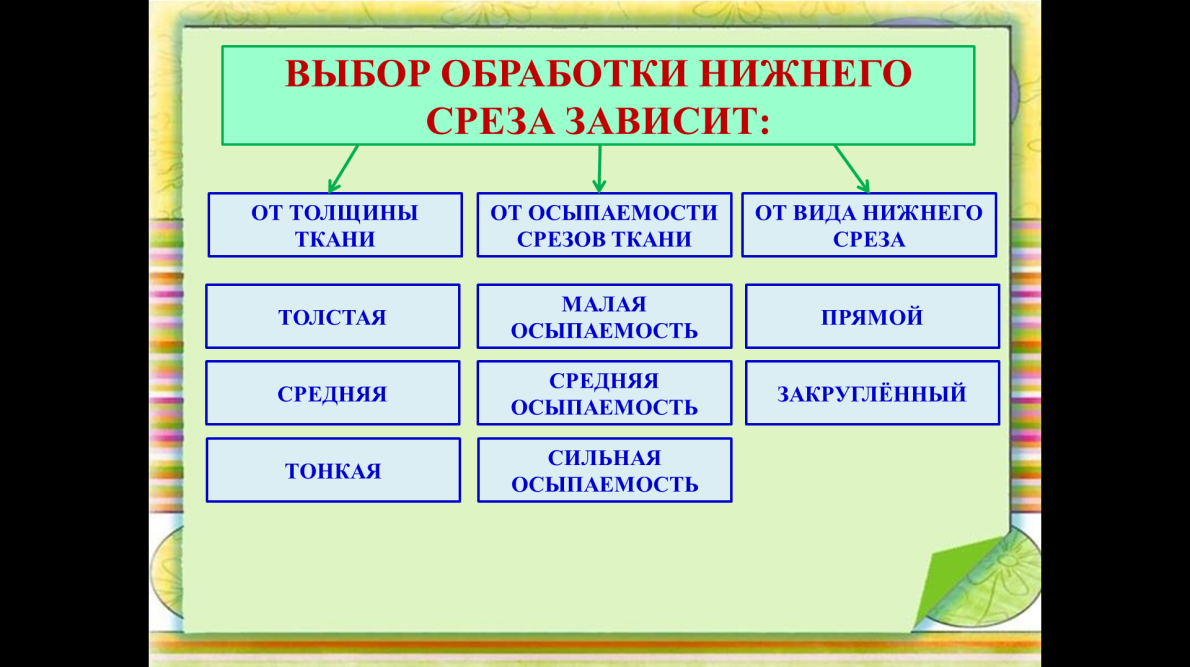 ВЫБОР ОБРАБОТКИ НИЖНЕГО
СРЕЗА ЗАВИСИТ:
ОТ ТОЛЩИНЫ
ТКАНИ
ОТ ОСЫПАЕМОСТИ
СРЕЗОВ ТКАНИ
ОТ ВИДА НИЖНЕГО
СРЕЗА
ТОЛСТАЯ
МАЛАЯ
ОСЫПАЕМОСТЬ
ПРЯМОЙ
СРЕДНЯЯ
СРЕДНЯЯ
ОСЫПАЕМОСТЬ
ЗАКРУГЛЁННЫЙ
ТОНКАЯ
СИЛЬНАЯ
ОСЫПАЕМОСТЬ